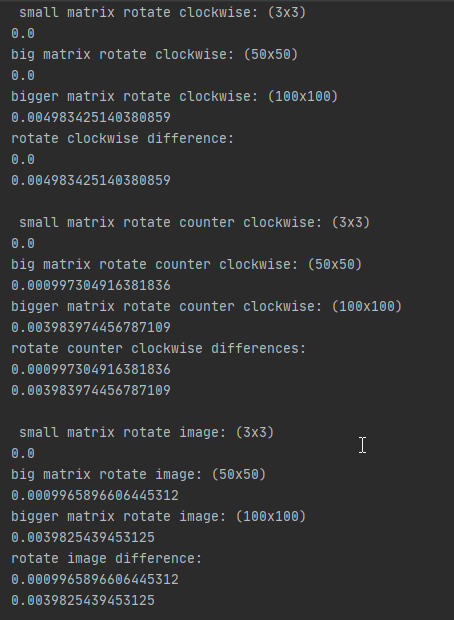 small matrix rotate clockwise: (3x3)
0.0
big matrix rotate clockwise: (50x50)
0.0
bigger matrix rotate clockwise: (100x100)
0.004983425140380859
rotate clockwise difference:
0.0
0.004983425140380859
small matrix rotate counter clockwise: (3x3)
0.0
big matrix rotate counter clockwise: (50x50)
0.000997304916381836
bigger matrix rotate counter clockwise: (100x100)
0.003983974456787109
rotate counter clockwise differences:
0.000997304916381836
0.003983974456787109
small matrix rotate image: (3x3)
0.0
big matrix rotate image: (50x50)
0.0009965896606445312
bigger matrix rotate image: (100x100)
0.0039825439453125
rotate image difference:
0.0009965896606445312
0.0039825439453125